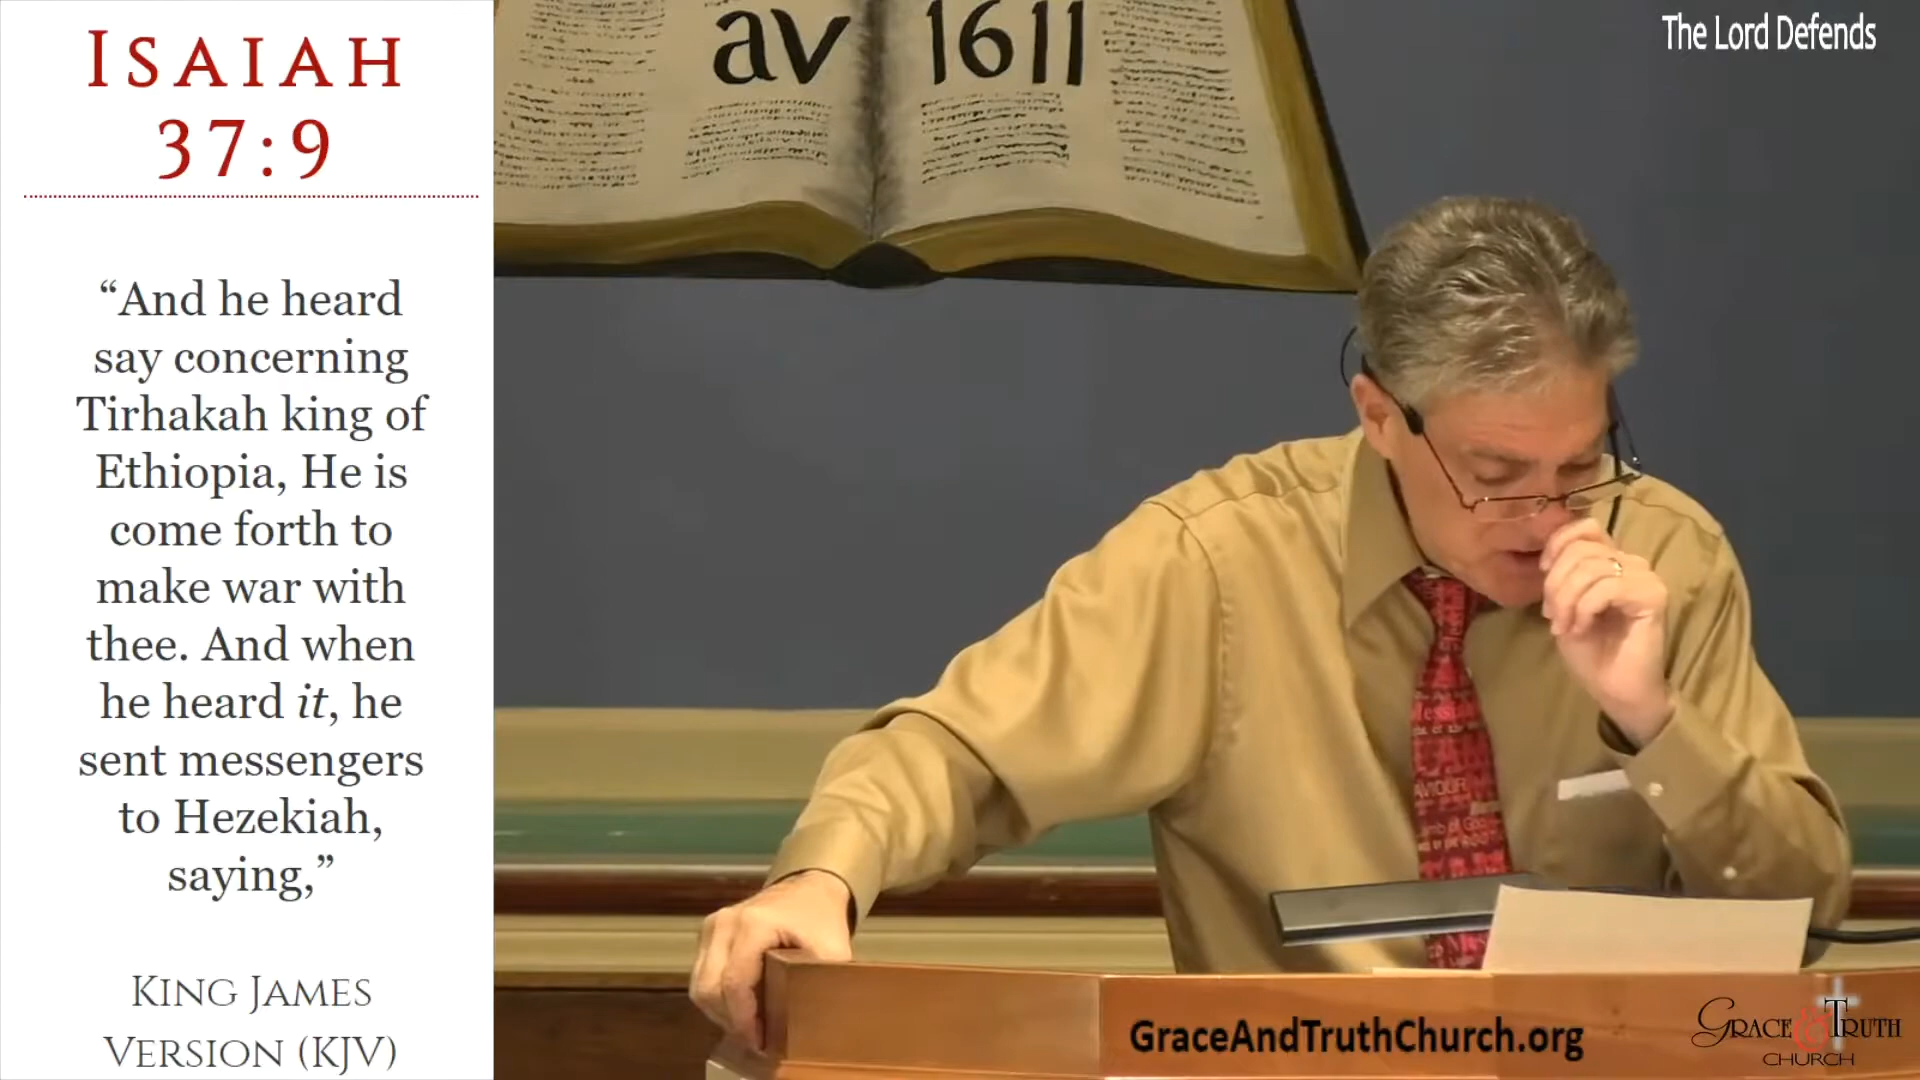 ISAIAH
37:9
“And he heard
say concerning
Tirhakah king of
Ethiopia, He is
come forth to
make war with
thee. And when
he heard it, he
sent messengers
to Hezekiah,
saying,”
KING JAMES
VERSION (KJV)
av 1611
The Lord Defends
GraceAndTruthChurch.org
GRACE & TRUTH
CHURCH